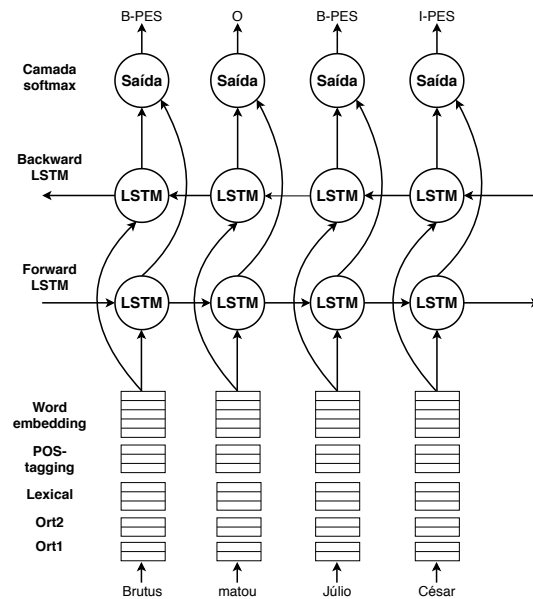 B-PES O B-PES I-PES
Camada
softmax
Saída Saída Saída Saída
Backward
LSTM
LSTM LSTM LSTM LSTM
Forward
LSTM
LSTM LSTM LSTM LSTM
Word
embedding
POS-
tagging
Lexical
Ort2
Ort1
Brutus matou Júlio César